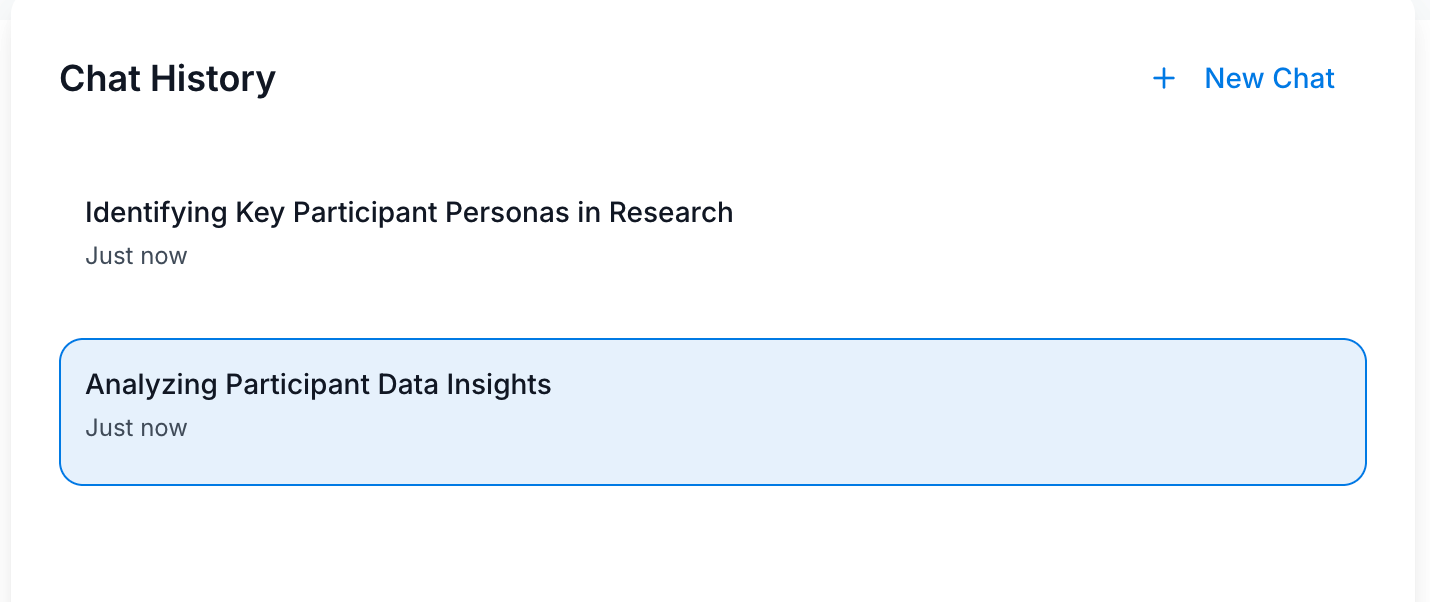 Chat History
+ New Chat
Identifying Key Participant Personas in Research
Just now
Analyzing Participant Data Insights
Just now